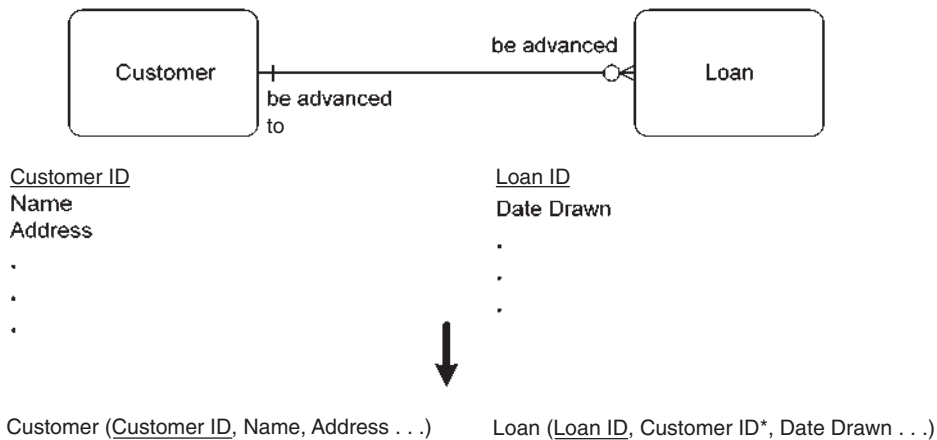 Customer
be advanced
Loan
be advanced
to
Customer ID
Name
Address
.
.
.
Loan ID
Date Drawn
.
.
.
Customer (Customer ID, Name, Address . . .)
Loan (Loan ID, Customer ID*, Date Drawn . . .)